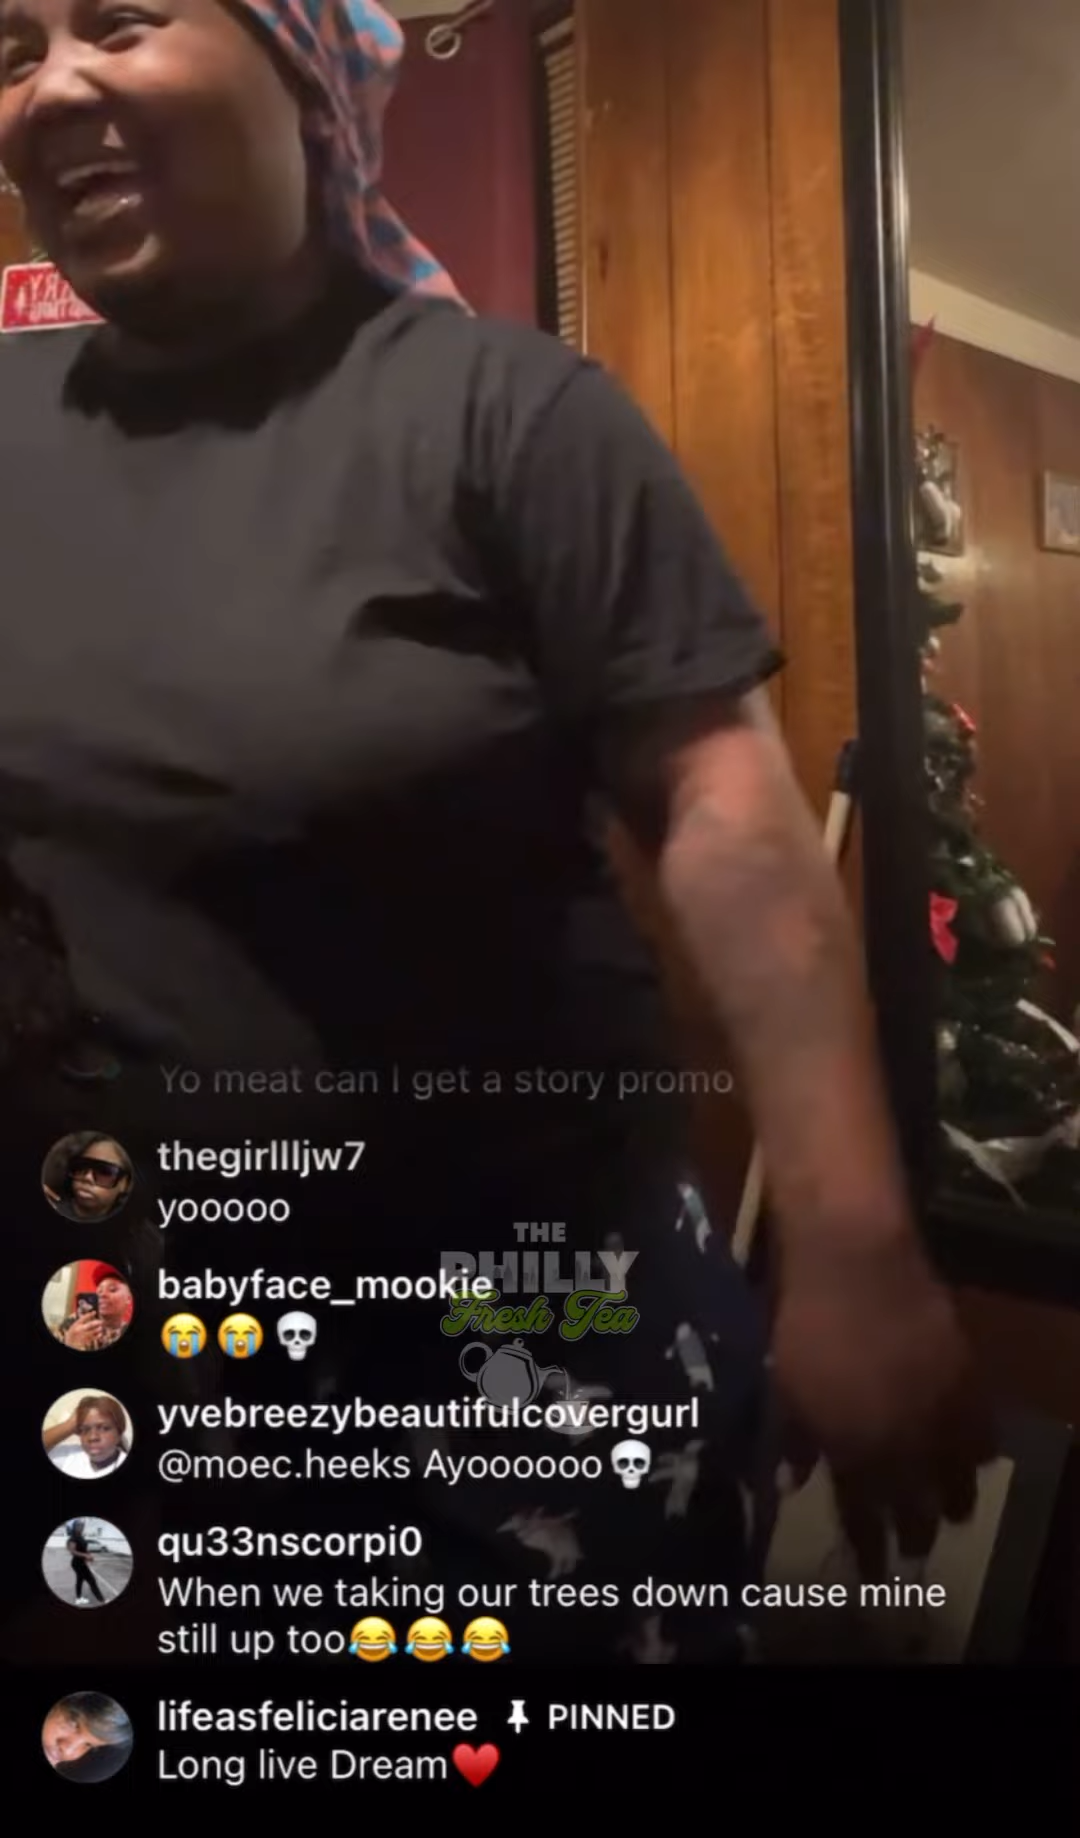 Yo meat can I get a story promo
thegirllljw7
yooooo
THE
PHILLY
Fresh Tea
babyface_mookie
😭😭💀
yvebreezybeautifulcovergurl
@moec.heeks Ayoooooo💀
qu33nscorpi0
When we taking our trees down cause mine
still up too😂😂😂
lifeasfeliciarenee 📌 PINNED
Long live Dream❤️